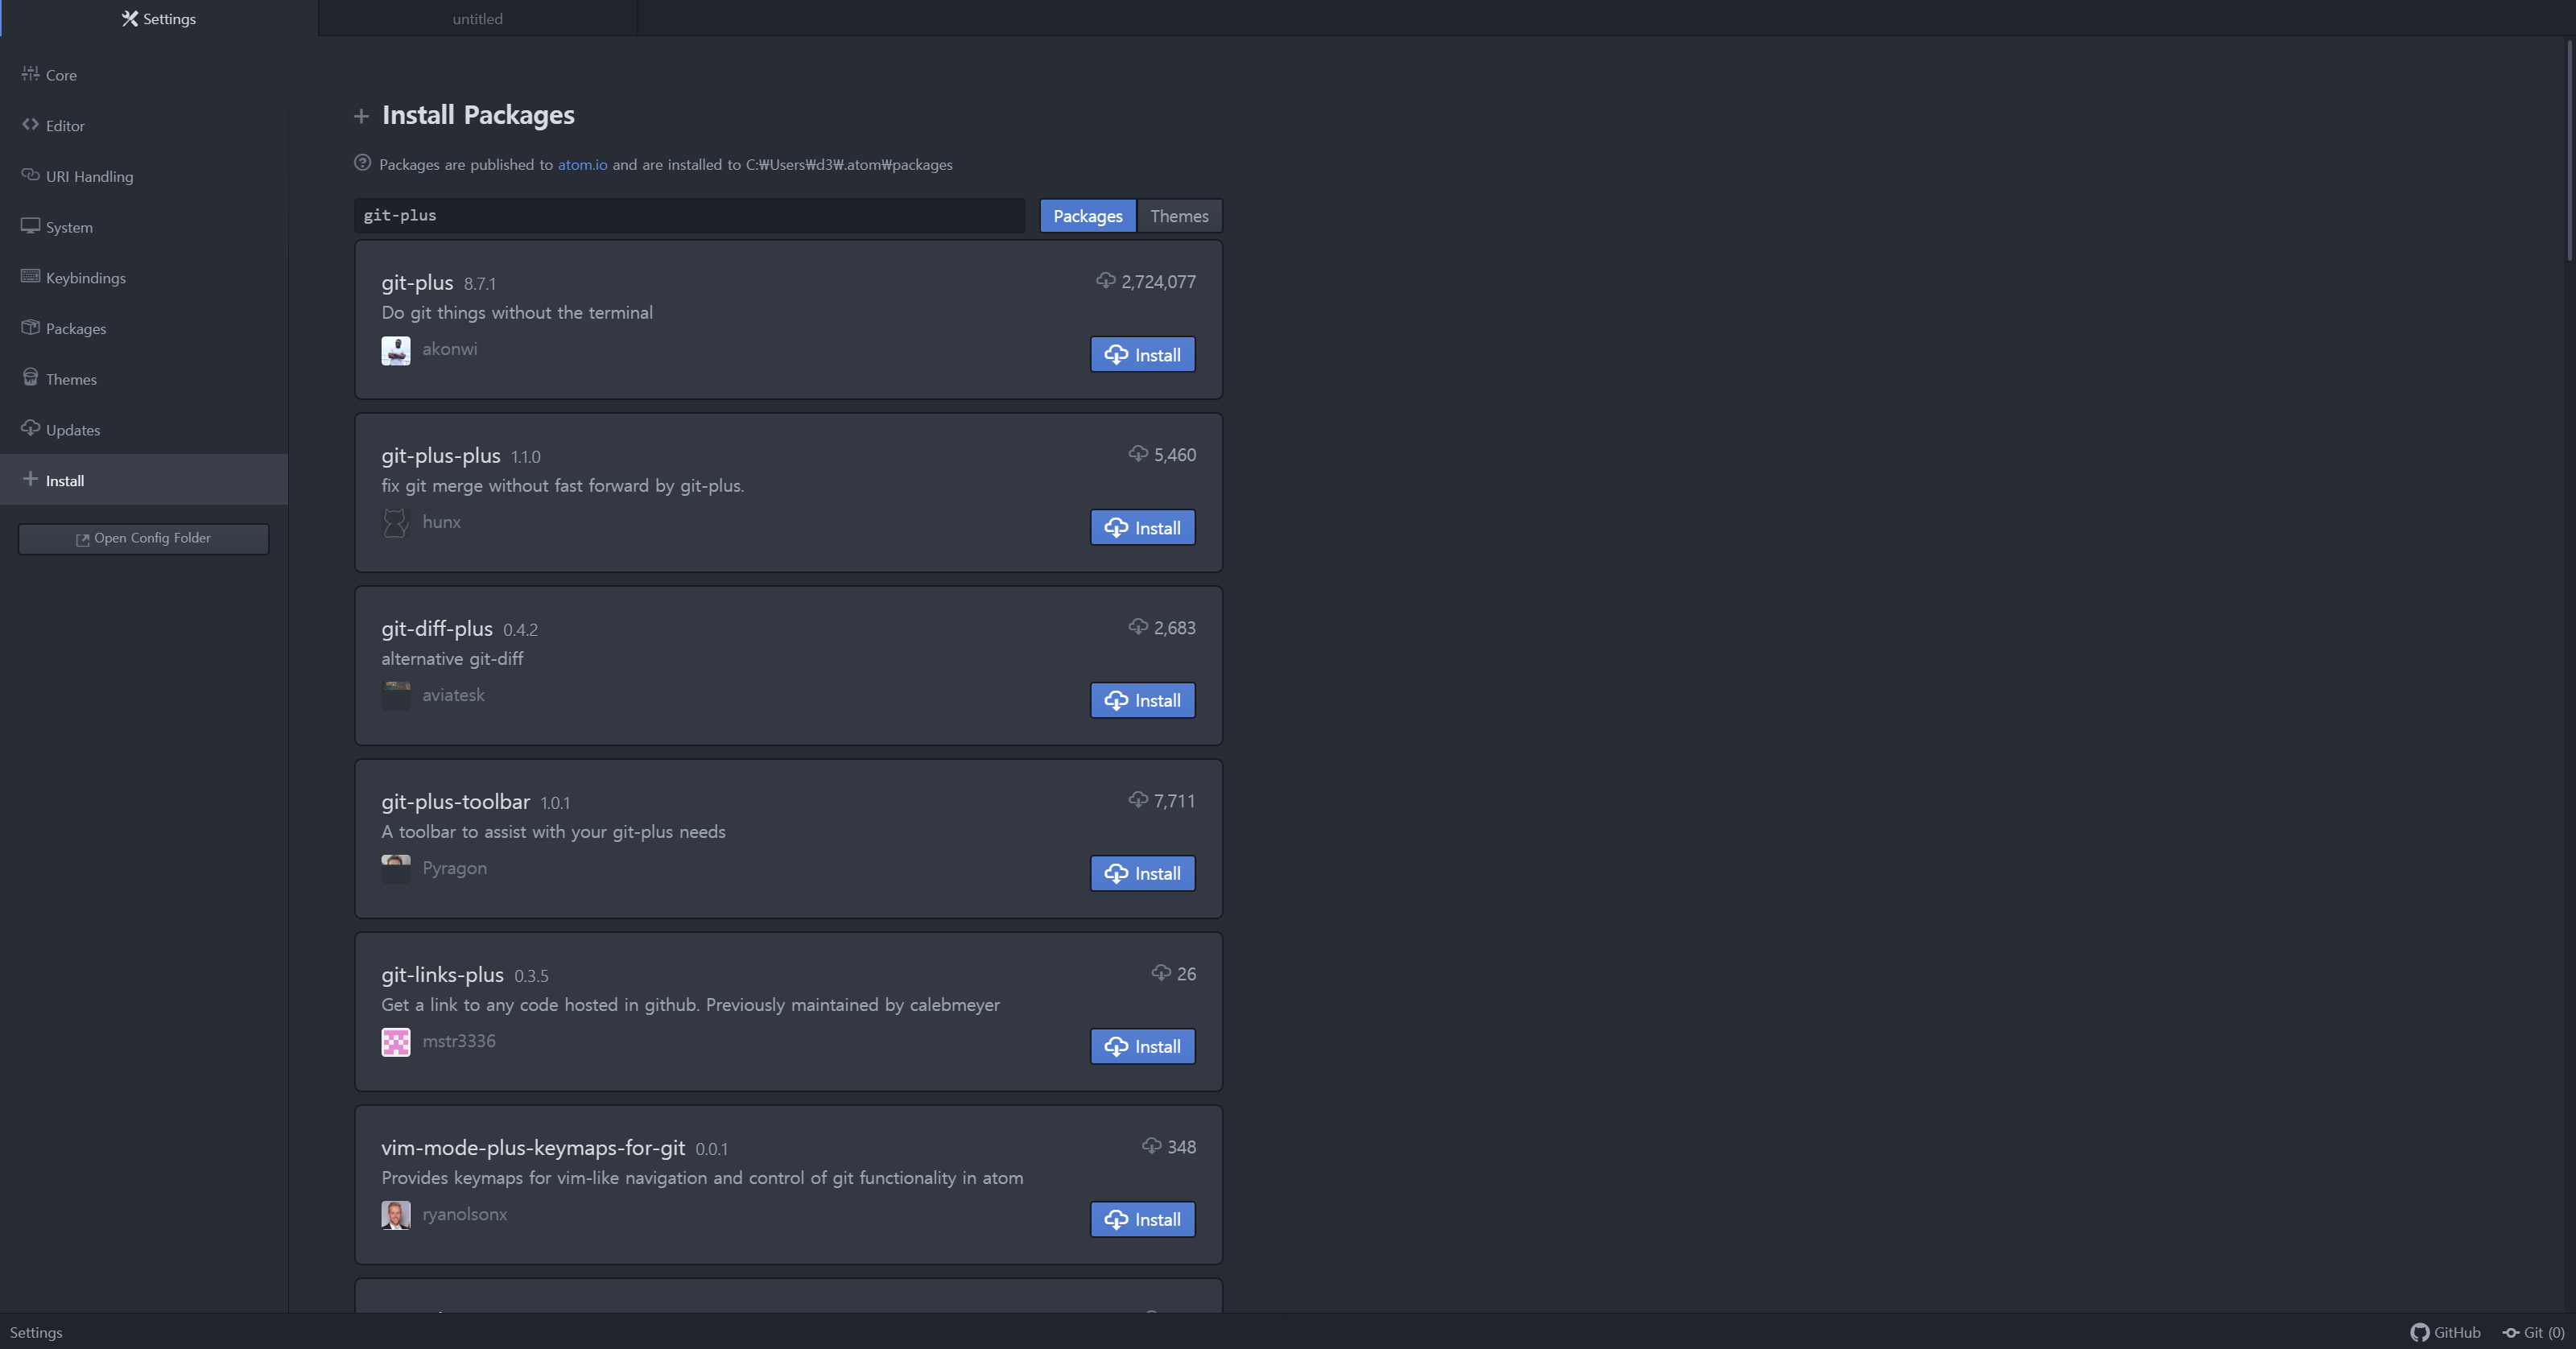 Settings
untitled
Core
Editor
URI Handling
System
Keybindings
Packages
Themes
Updates
Install
Open Config Folder
Install Packages
Packages are published to atom.io and are installed to C:₩Users₩d3₩.atom₩packages
git-plus
Packages
Themes
git-plus 8.7.1
2,724,077
Do git things without the terminal
akonwi
Install
git-plus-plus 1.1.0
5,460
fix git merge without fast forward by git-plus.
hunx
Install
git-diff-plus 0.4.2
2,683
alternative git-diff
aviatesk
Install
git-plus-toolbar 1.0.1
7,711
A toolbar to assist with your git-plus needs
Pyragon
Install
git-links-plus 0.3.5
26
Get a link to any code hosted in github. Previously maintained by calebmeyer
mstr3336
Install
vim-mode-plus-keymaps-for-git 0.0.1
348
Provides keymaps for vim-like navigation and control of git functionality in atom
ryanolsonx
Install
Settings
GitHub
Git (0)